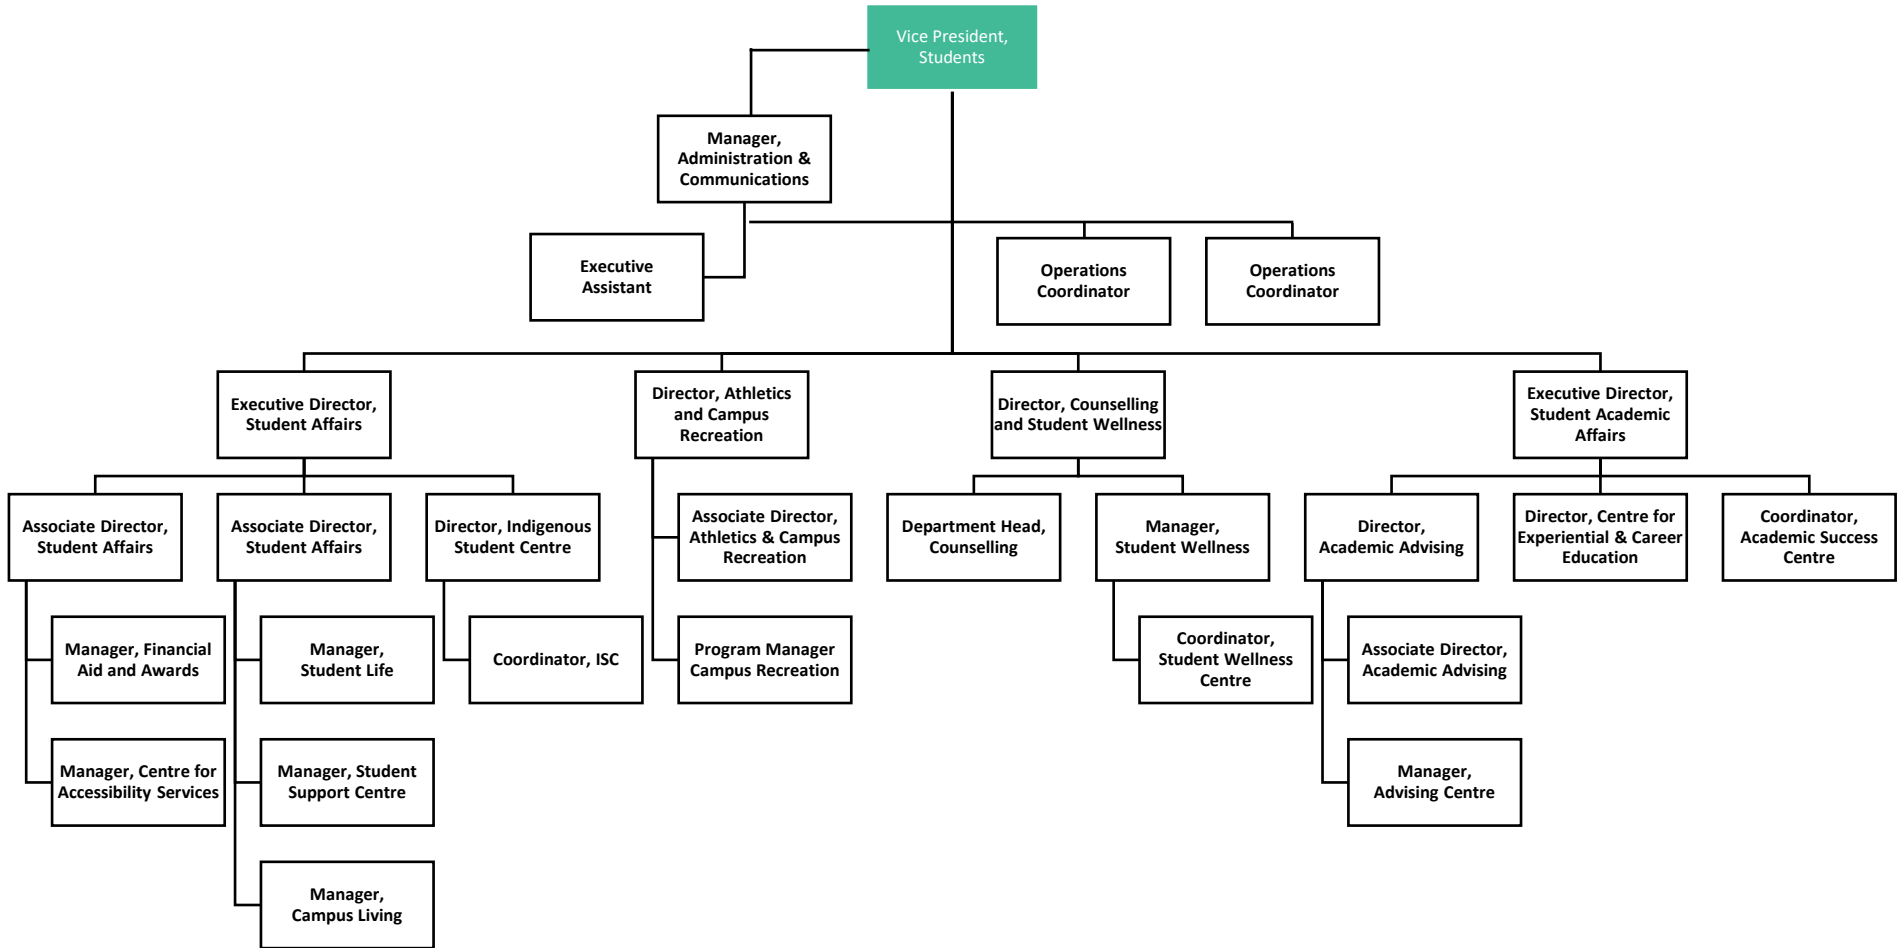 Vice President,
Students
Manager,
Administration &
Communications
Executive
Assistant
Operations
Coordinator
Operations
Coordinator
Executive Director,
Student Affairs
Director, Athletics
and Campus
Recreation
Director, Counselling
and Student Wellness
Executive Director,
Student Academic
Affairs
Associate Director,
Student Affairs
Associate Director,
Student Affairs
Director, Indigenous
Student Centre
Associate Director,
Athletics & Campus
Recreation
Department Head,
Counselling
Manager,
Student Wellness
Director,
Academic Advising
Director, Centre for
Experiential & Career
Education
Coordinator,
Academic Success
Centre
Manager, Financial
Aid and Awards
Manager,
Student Life
Coordinator, ISC
Program Manager
Campus Recreation
Coordinator,
Student Wellness
Centre
Associate Director,
Academic Advising
Manager, Centre for
Accessibility Services
Manager, Student
Support Centre
Manager,
Advising Centre
Manager,
Campus Living